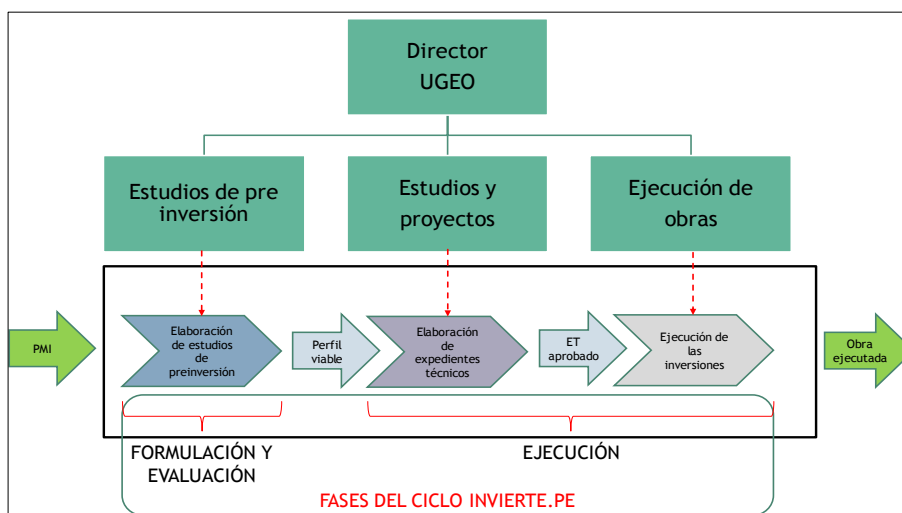 Director
UGEO
Estudios de pre
inversión
Estudios y
proyectos
Ejecución de
obras
PMI
Elaboración
de estudios
de
preinversión
Perfil
viable
Elaboración
de
expedientes
técnicos
ET
aprobado
Ejecución de
las
inversiones
Obra
ejecutada
FORMULACIÓN Y
EVALUACIÓN
EJECUCIÓN
FASES DEL CICLO INVIERTE.PE